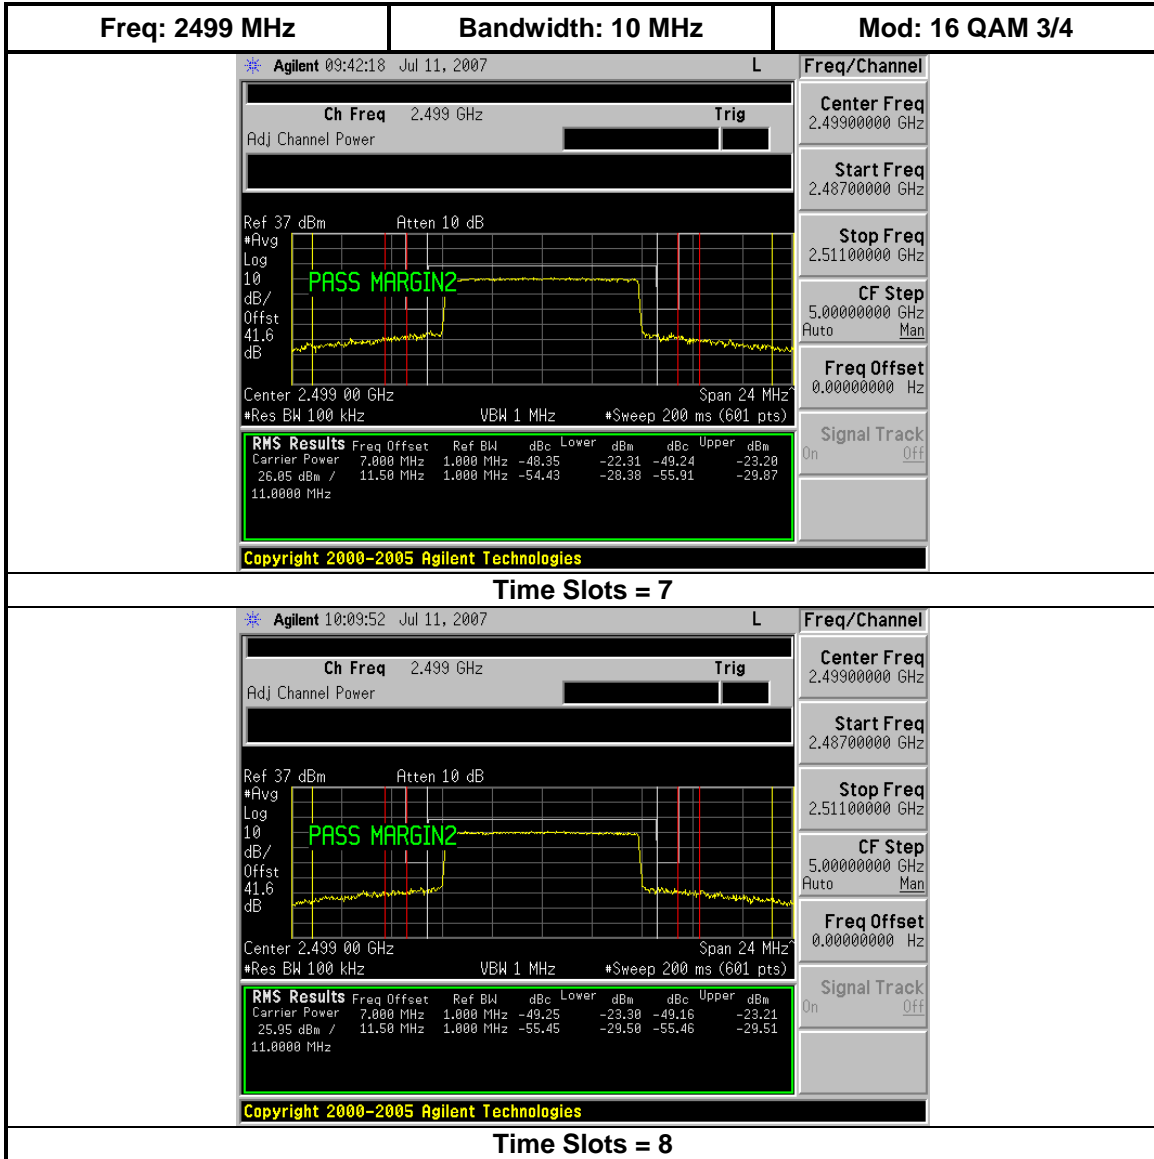 Freq: 2499 MHz Bandwidth: 10 MHz Mod: 16 QAM 3/4
Agilent 09:42:18 Jul 11, 2007 L Freq/Channel
Ch Freq 2.499 GHz Trig
Adj Channel Power
Center Freq
2.49900000 GHz
Start Freq
2.48700000 GHz
Stop Freq
2.51100000 GHz
CF Step
5.00000000 GHz
Auto Man
Freq Offset
0.00000000 Hz
Signal Track
On Off
Ref 37 dBm Atten 10 dB
#Avg
Log
10
dB/
Offst
41.6
dB
PASS MARGIN2
Center 2.499 00 GHz Span 24 MHz^
#Res BW 100 kHz VBW 1 MHz #Sweep 200 ms (601 pts)
RMS Results Freq Offset Ref BW dBc Lower dBm dBc Upper dBm
Carrier Power 7.000 MHz 1.000 MHz -48.35 -22.31 -49.24 -23.20
26.05 dBm / 11.50 MHz 1.000 MHz -54.43 -28.38 -55.91 -29.87
11.0000 MHz
Copyright 2000-2005 Agilent Technologies
Time Slots = 7
Agilent 10:09:52 Jul 11, 2007 L Freq/Channel
Ch Freq 2.499 GHz Trig
Adj Channel Power
Center Freq
2.49900000 GHz
Start Freq
2.48700000 GHz
Stop Freq
2.51100000 GHz
CF Step
5.00000000 GHz
Auto Man
Freq Offset
0.00000000 Hz
Signal Track
On Off
Ref 37 dBm Atten 10 dB
#Avg
Log
10
dB/
Offst
41.6
dB
PASS MARGIN2
Center 2.499 00 GHz Span 24 MHz^
#Res BW 100 kHz VBW 1 MHz #Sweep 200 ms (601 pts)
RMS Results Freq Offset Ref BW dBc Lower dBm dBc Upper dBm
Carrier Power 7.000 MHz 1.000 MHz -49.25 -23.30 -49.16 -23.21
25.95 dBm / 11.50 MHz 1.000 MHz -55.45 -29.50 -55.46 -29.51
11.0000 MHz
Copyright 2000-2005 Agilent Technologies
Time Slots = 8